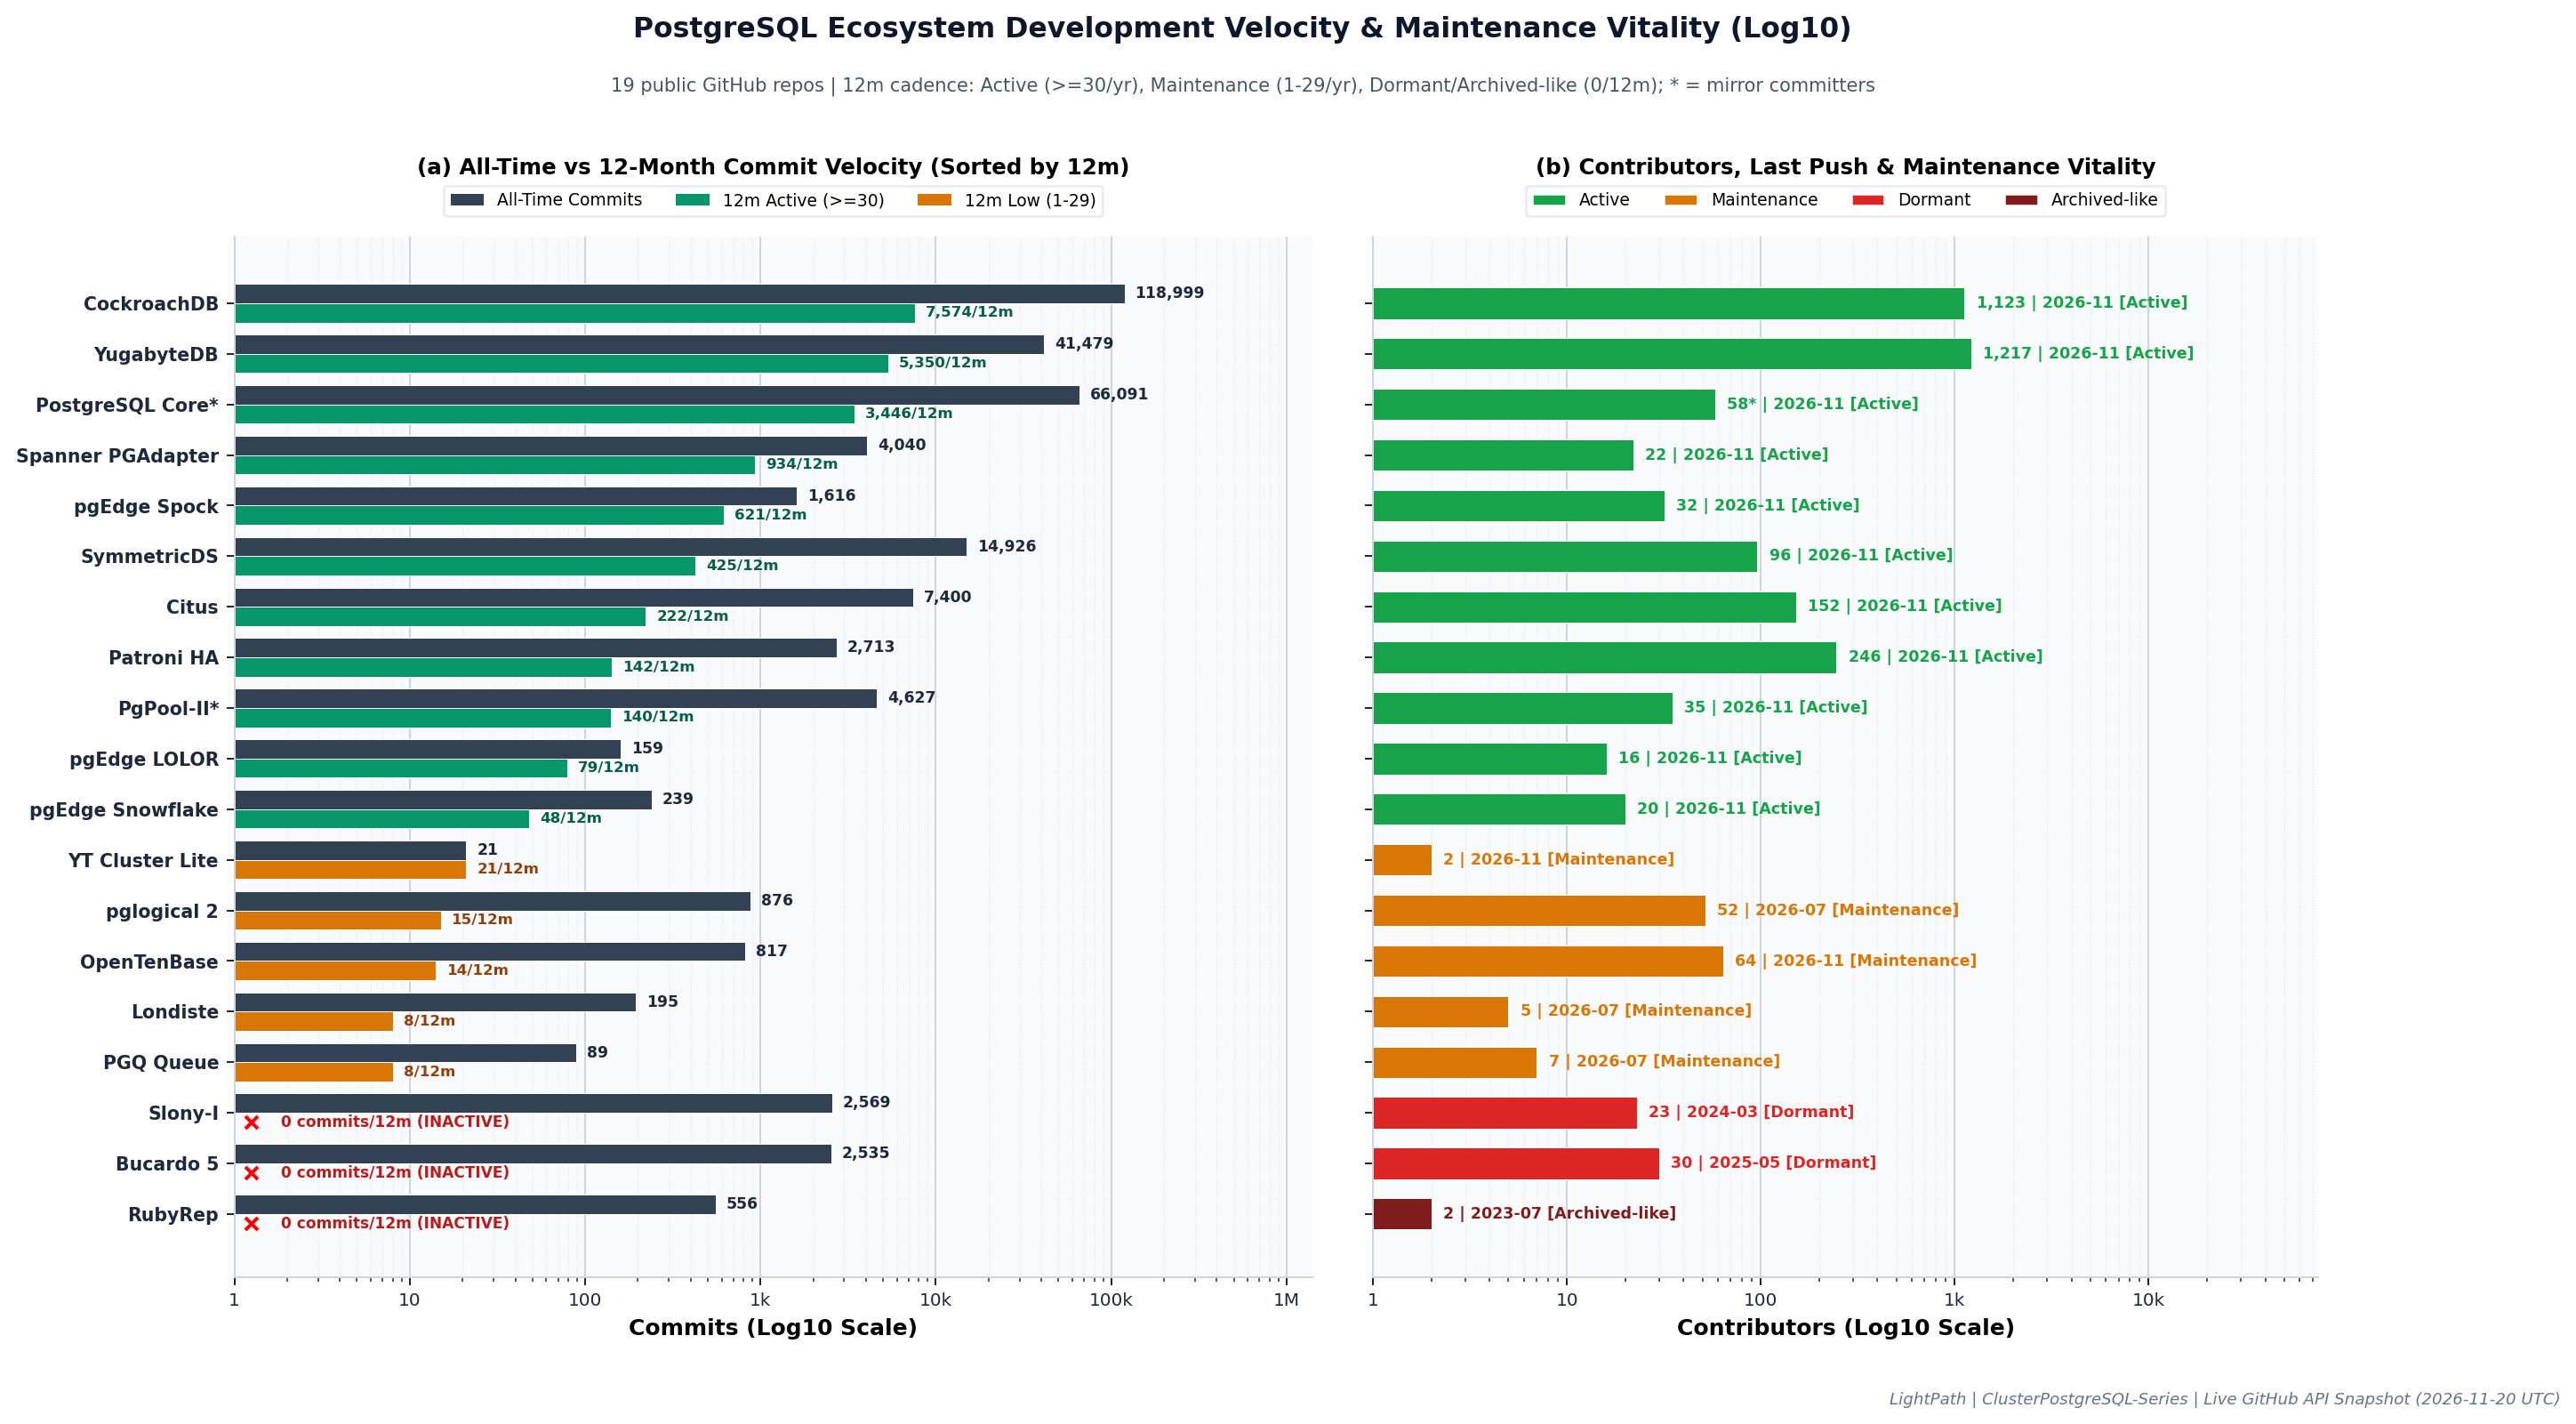 PostgreSQL Ecosystem Development Velocity & Maintenance Vitality (Log10)
19 public GitHub repos | 12m cadence: Active (>=30/yr), Maintenance (1-29/yr), Dormant/Archived-like (0/12m); * = mirror committers
(a) All-Time vs 12-Month Commit Velocity (Sorted by 12m)
All-Time Commits
12m Active (>=30)
12m Low (1-29)
CockroachDB
118,999
7,574/12m
YugabyteDB
41,479
5,350/12m
PostgreSQL Core*
66,091
3,446/12m
Spanner PGAdapter
4,040
934/12m
pgEdge Spock
1,616
621/12m
SymmetricDS
14,926
425/12m
Citus
7,400
222/12m
Patroni HA
2,713
142/12m
PgPool-II*
4,627
140/12m
pgEdge LOLOR
159
79/12m
pgEdge Snowflake
239
48/12m
YT Cluster Lite
21
21/12m
pglogical 2
876
15/12m
OpenTenBase
817
14/12m
Londiste
195
8/12m
PGQ Queue
89
8/12m
Slony-I
2,569
0 commits/12m (INACTIVE)
Bucardo 5
2,535
0 commits/12m (INACTIVE)
RubyRep
556
0 commits/12m (INACTIVE)
1
10
100
1k
10k
100k
1M
Commits (Log10 Scale)
(b) Contributors, Last Push & Maintenance Vitality
Active
Maintenance
Dormant
Archived-like
1,123 | 2026-11 [Active]
1,217 | 2026-11 [Active]
58* | 2026-11 [Active]
22 | 2026-11 [Active]
32 | 2026-11 [Active]
96 | 2026-11 [Active]
152 | 2026-11 [Active]
246 | 2026-11 [Active]
35 | 2026-11 [Active]
16 | 2026-11 [Active]
20 | 2026-11 [Active]
2 | 2026-11 [Maintenance]
52 | 2026-07 [Maintenance]
64 | 2026-11 [Maintenance]
5 | 2026-07 [Maintenance]
7 | 2026-07 [Maintenance]
23 | 2024-03 [Dormant]
30 | 2025-05 [Dormant]
2 | 2023-07 [Archived-like]
1
10
100
1k
10k
Contributors (Log10 Scale)
LightPath | ClusterPostgreSQL-Series | Live GitHub API Snapshot (2026-11-20 UTC)